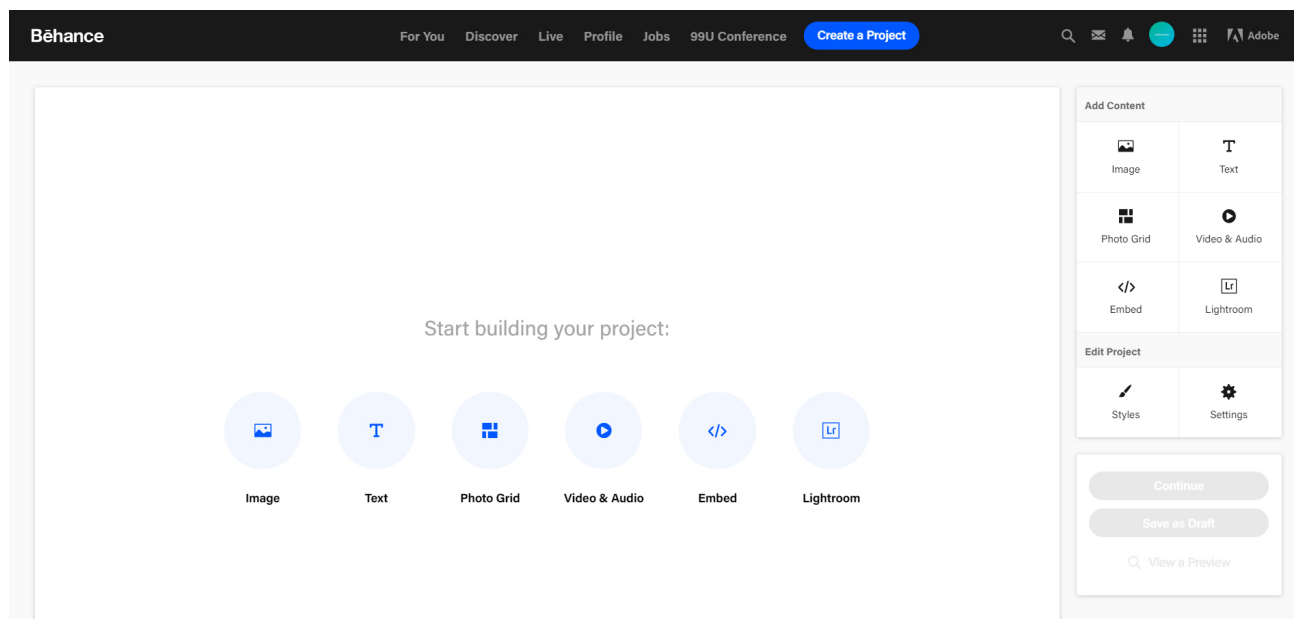 Bēhance For You Discover Live Profile Jobs 99U Conference Create a Project Adobe
Start building your project:
Image Text Photo Grid Video & Audio Embed Lightroom
Add Content
Image Text
Photo Grid Video & Audio
Embed Lightroom
Edit Project
Styles Settings
Continue
Save as Draft
View a Preview